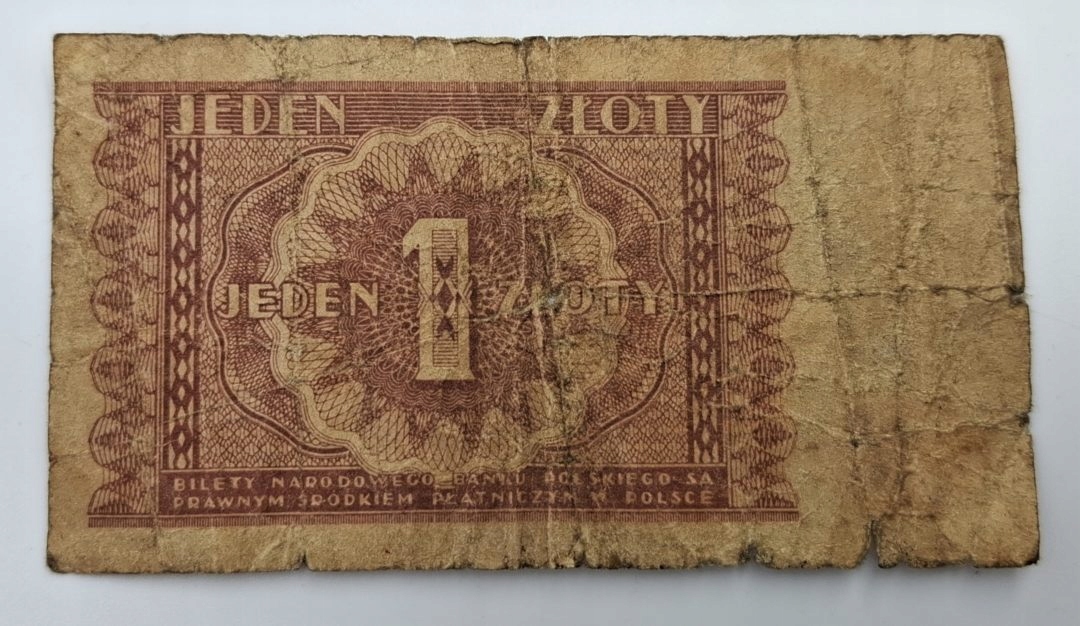 JEDEN ZŁOTY
JEDEN 1 ZŁOTY
BILETY NARODOWEGO BANKU POLSKIEGO SĄ
PRAWNYM ŚRODKIEM PŁATNICZYM W POLSCE